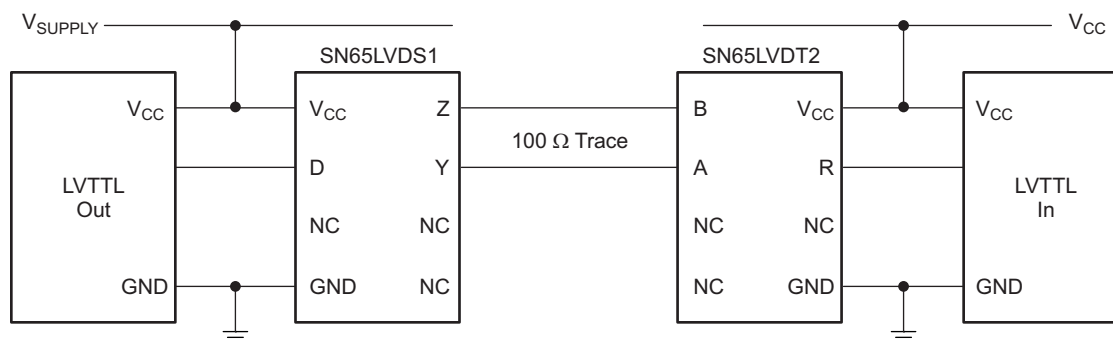 VSUPPLY
VCC
SN65LVDS1
SN65LVDT2
VCC
VCC
Z
B
VCC
VCC
100 Ω Trace
D
Y
A
R
LVTTL
Out
LVTTL
In
NC
NC
NC
NC
GND
GND
NC
NC
GND
GND